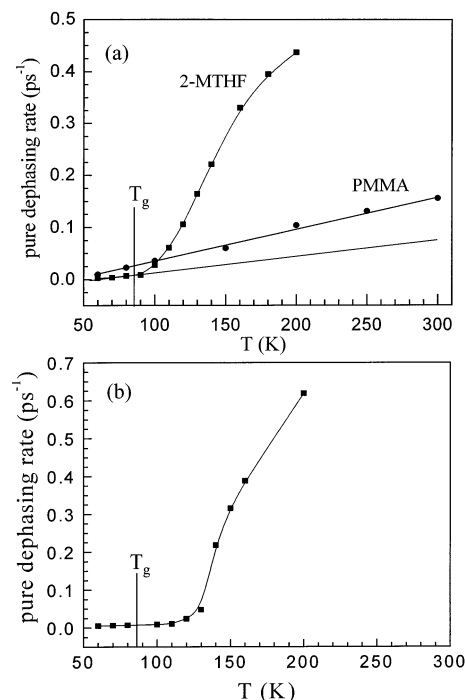 0.5
(a)
0.4
2-MTHF
0.3
0.2
PMMA
T_g
0.1
0.0
pure dephasing rate (ps⁻¹)
50 100 150 200 250 300
T (K)
0.7
(b)
0.6
0.5
0.4
0.3
0.2
T_g
0.1
0.0
pure dephasing rate (ps⁻¹)
50 100 150 200 250 300
T (K)